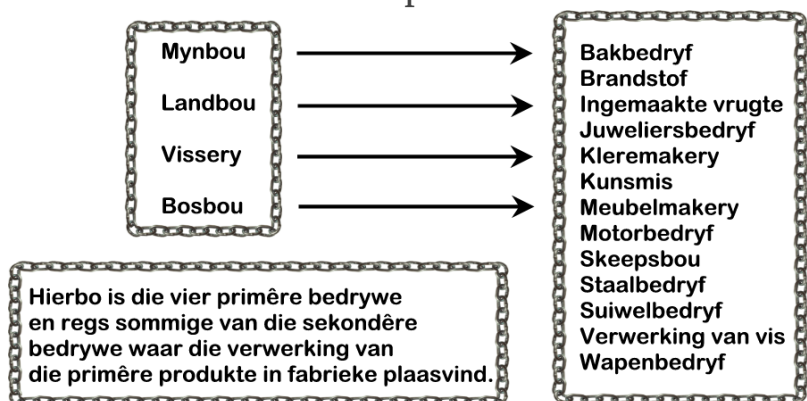 Mynbou
Landbou
Vissery
Bosbou
Bakbedryf
Brandstof
Ingemaakte vrugte
Juweliersbedryf
Kleremakery
Kunsmis
Meubelmakery
Motorbedryf
Skeepsbou
Staalbedryf
Suiwelbedryf
Verwerking van vis
Wapenbedryf
Hierbo is die vier primêre bedrywe
en regs sommige van die sekondêre
bedrywe waar die verwerking van
die primêre produkte in fabrieke plaasvind.